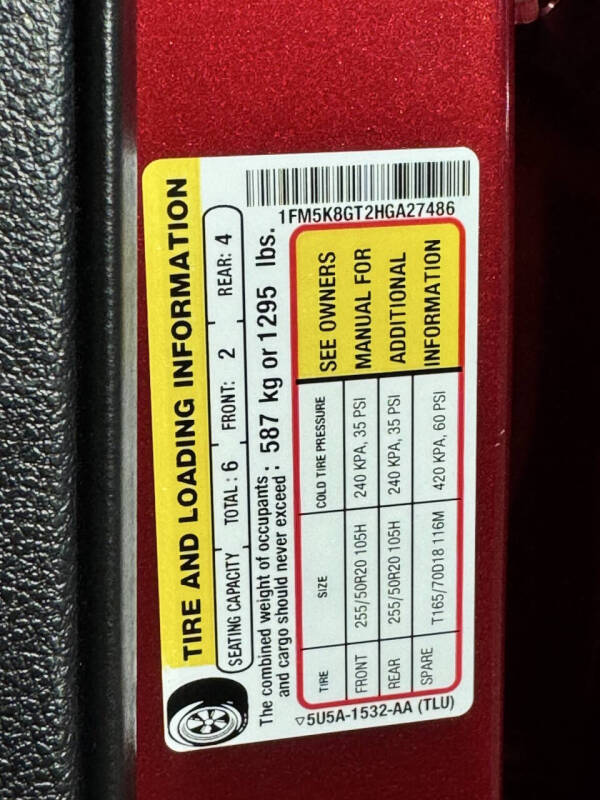 TIRE AND LOADING INFORMATION
SEATING CAPACITY TOTAL: 6 FRONT: 2 REAR: 4
The combined weight of occupants and cargo should never exceed: 587 kg or 1295 lbs.
1FM5K8GT2HGA27486
TIRE SIZE COLD TIRE PRESSURE
FRONT 255/50R20 105H 240 KPA, 35 PSI
REAR 255/50R20 105H 240 KPA, 35 PSI
SPARE T165/70D18 116M 420 KPA, 60 PSI
SEE OWNERS
MANUAL FOR
ADDITIONAL
INFORMATION
▽5U5A-1532-AA (TLU)